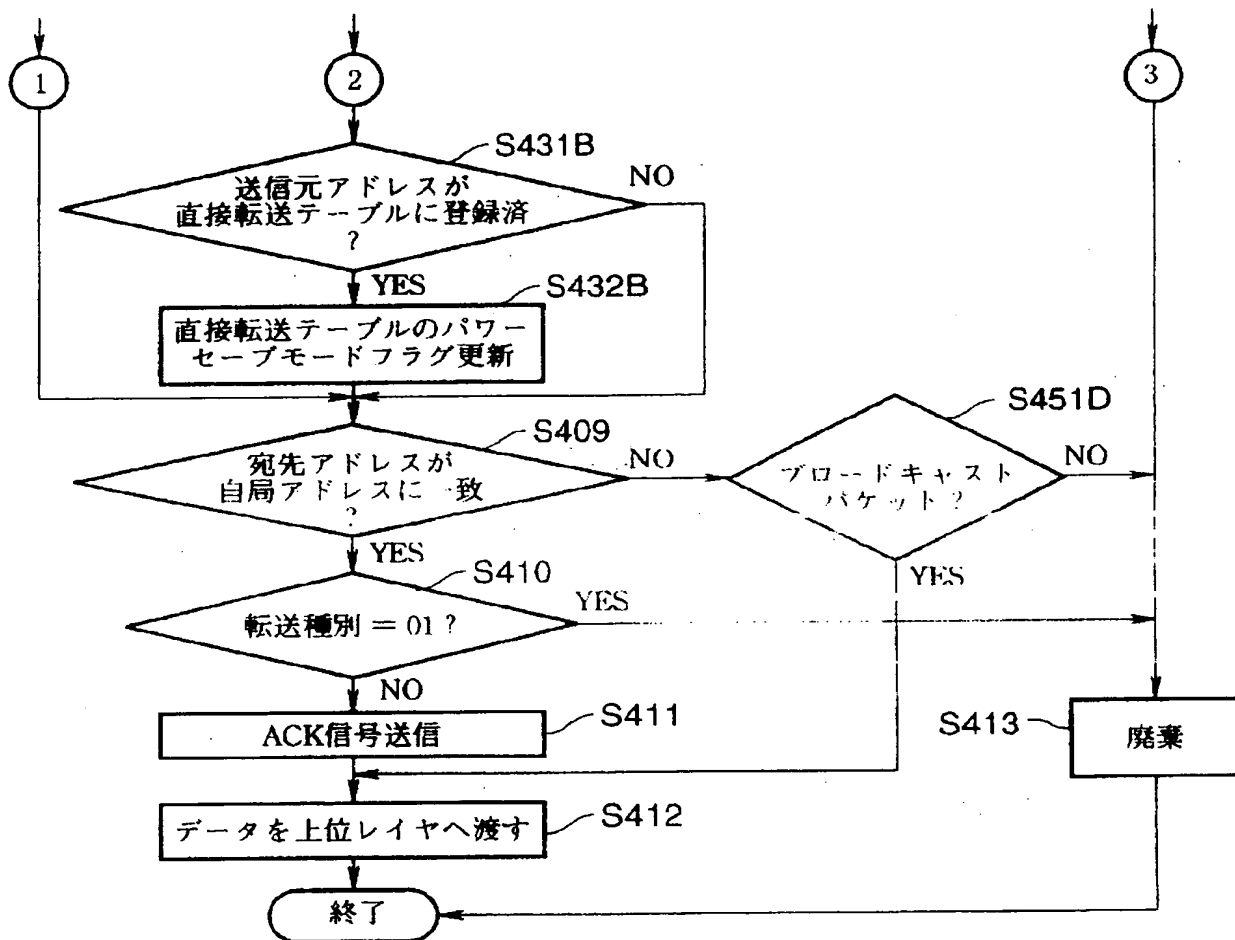 1
2
3
S431B
送信元アドレスが
直接転送テーブルに登録済
?
NO
YES
S432B
直接転送テーブルのパワー
セーブモードフラグ更新
S409
宛先アドレスが
自局アドレスに一致
?
NO
S451D
ブロードキャスト
パケット?
NO
YES
YES
S410
転送種別=01?
YES
NO
S411
ACK信号送信
S413
廃棄
S412
データを上位レイヤへ渡す
終了